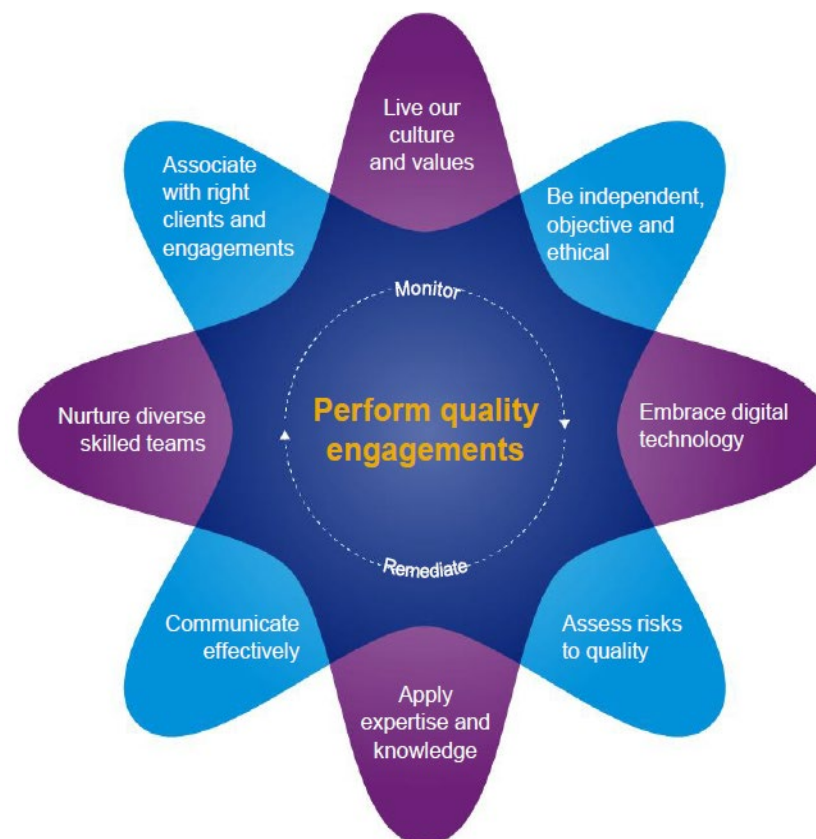 Live our
culture
and values
Associate
with right
clients and
engagements
Be independent,
objective and
ethical
Monitor
Nurture diverse
skilled teams
Perform quality
engagements
Embrace digital
technology
Remediate
Communicate
effectively
Assess risks
to quality
Apply
expertise and
knowledge